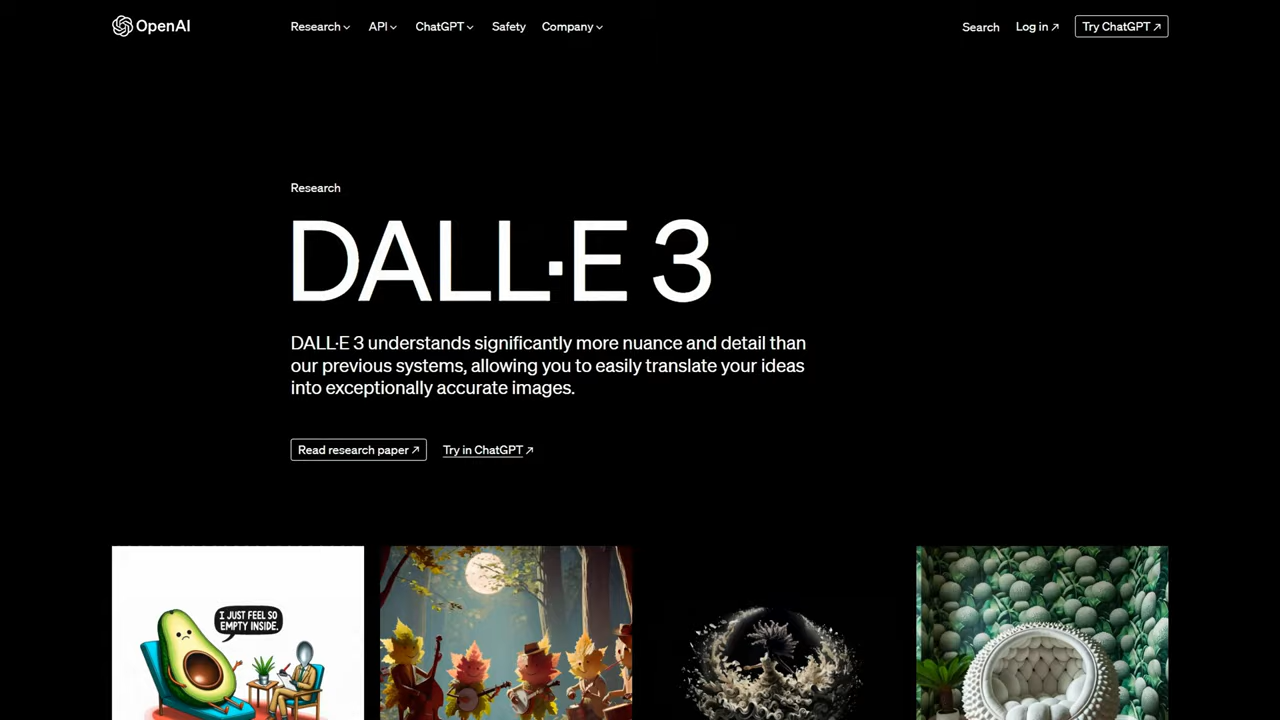 OpenAI
Research
API
ChatGPT
Safety
Company
Search
Log in ↗
Try ChatGPT ↗
Research
DALL·E 3
DALL·E 3 understands significantly more nuance and detail than
our previous systems, allowing you to easily translate your ideas
into exceptionally accurate images.
Read research paper ↗
Try in ChatGPT ↗
I JUST FEEL SO
EMPTY INSIDE.